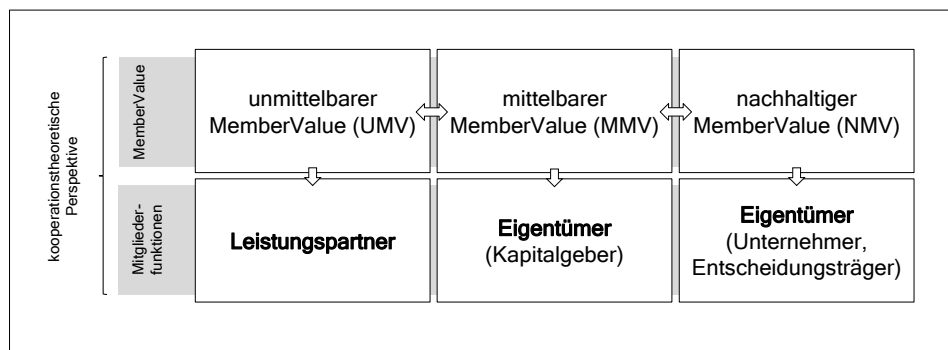 kooperationstheoretische
Perspektive
MemberValue
unmittelbarer
MemberValue (UMV)
mittelbarer
MemberValue (MMV)
nachhaltiger
MemberValue (NMV)
Mitglieder-
funktionen
Leistungspartner
Eigentümer
(Kapitalgeber)
Eigentümer
(Unternehmer,
Entscheidungsträger)